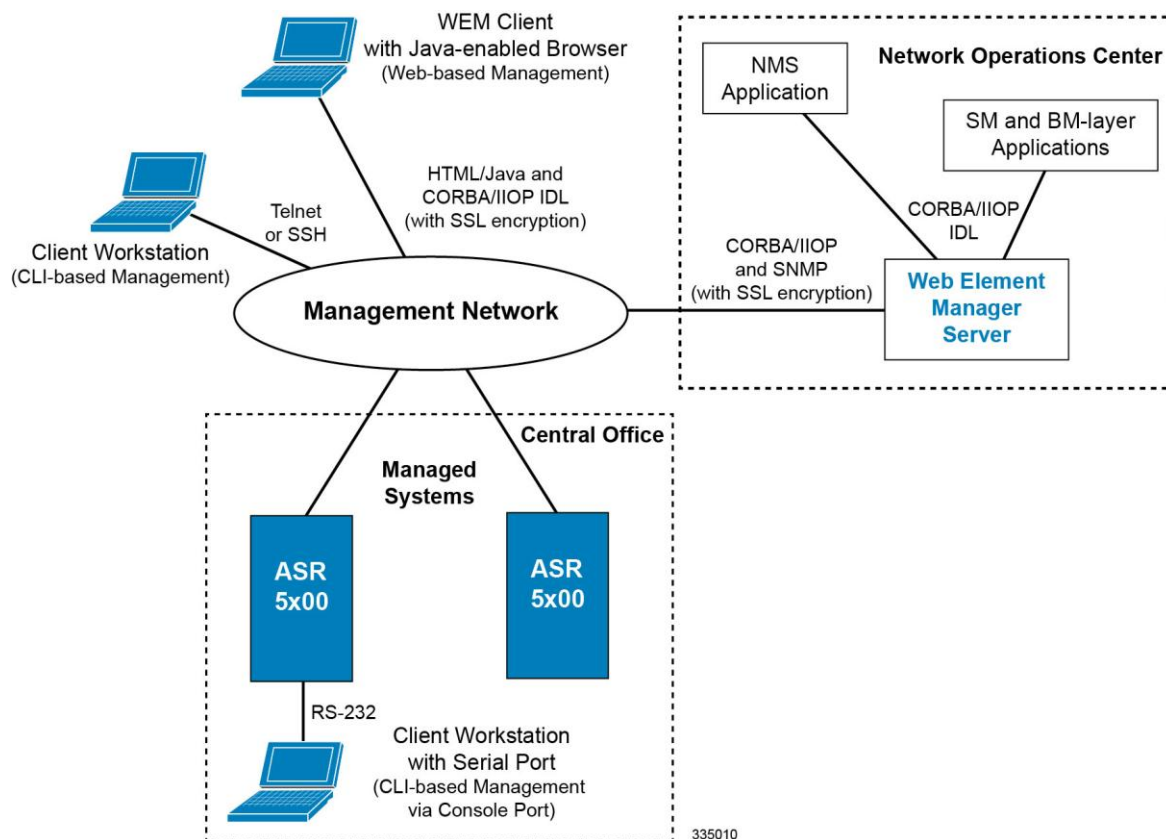 WEM Client
with Java-enabled Browser
(Web-based Management)
Network Operations Center
NMS
Application
SM and BM-layer
Applications
HTML/Java and
CORBA/IIOP IDL
(with SSL encryption)
Telnet
or SSH
Client Workstation
(CLI-based Management)
CORBA/IIOP
IDL
CORBA/IIOP
and SNMP
(with SSL encryption)
Web Element
Manager
Server
Management Network
Central Office
Managed
Systems
ASR
5x00
ASR
5x00
RS-232
Client Workstation
with Serial Port
(CLI-based Management
via Console Port)
335010